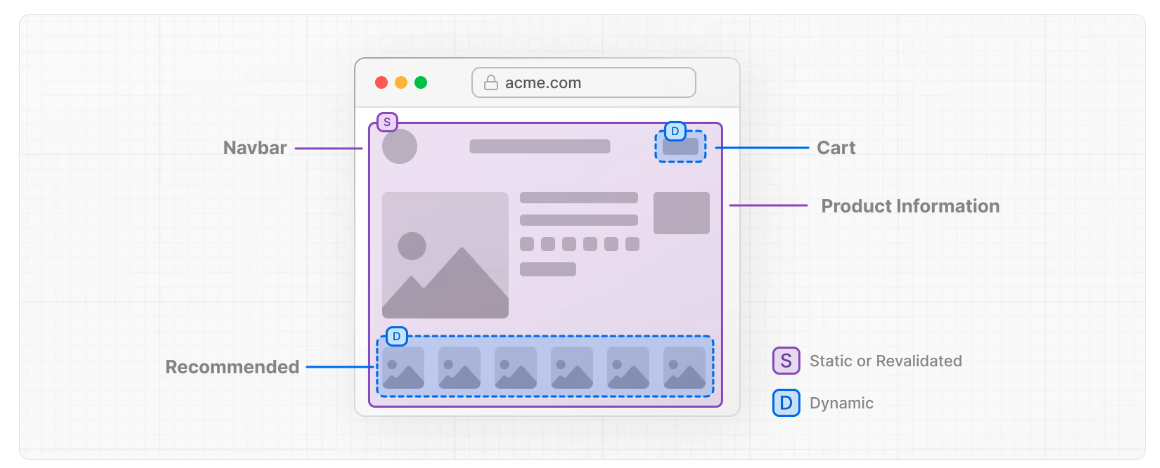 acme.com
S
D
Navbar
Cart
Product Information
D
Recommended
S Static or Revalidated
D Dynamic